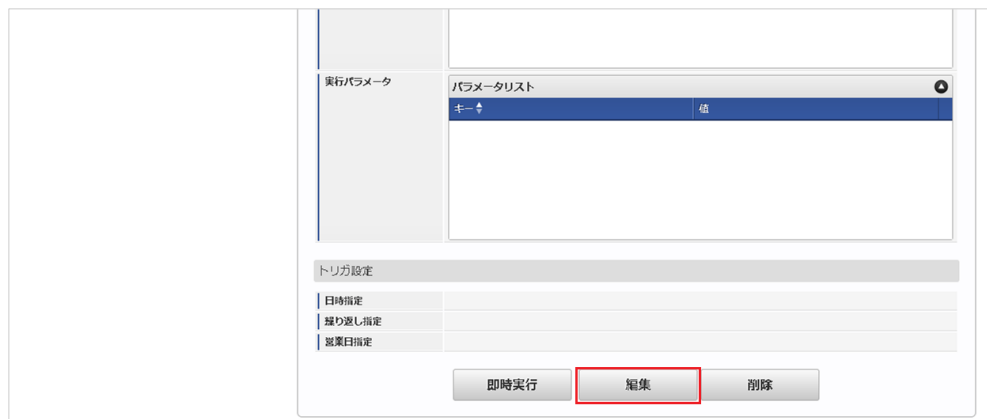 実行パラメータ
パラメータリスト
キー 値
トリガ設定
日時指定
繰り返し指定
営業日指定
即時実行 編集 削除